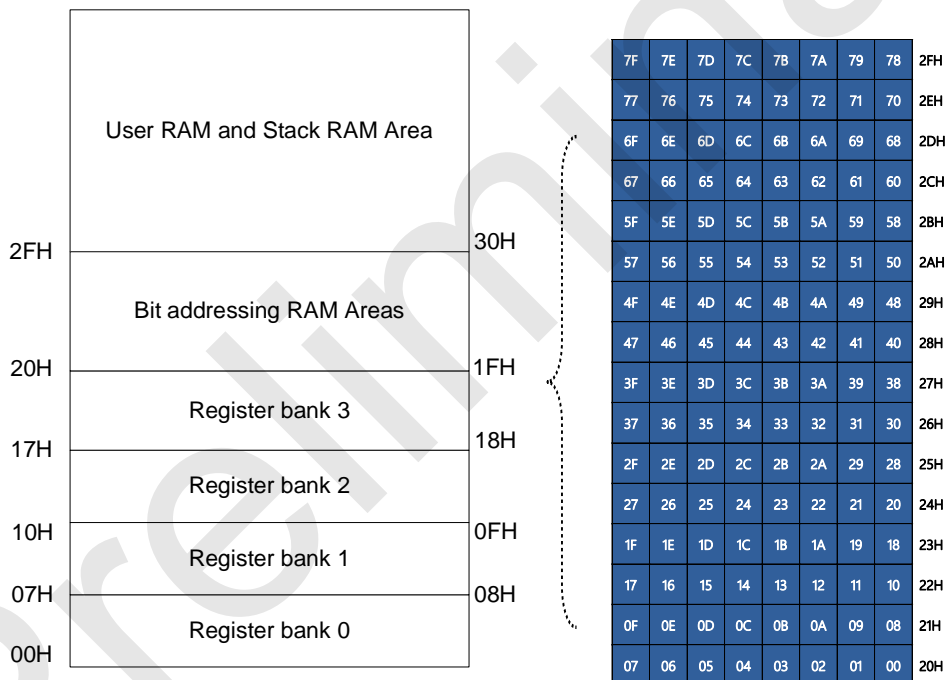 User RAM and Stack RAM Area
2FH
30H
Bit addressing RAM Areas
20H
1FH
Register bank 3
17H
18H
Register bank 2
10H
0FH
Register bank 1
07H
08H
Register bank 0
00H
7F 7E 7D 7C 7B 7A 79 78 2FH
77 76 75 74 73 72 71 70 2EH
6F 6E 6D 6C 6B 6A 69 68 2DH
67 66 65 64 63 62 61 60 2CH
5F 5E 5D 5C 5B 5A 59 58 2BH
57 56 55 54 53 52 51 50 2AH
4F 4E 4D 4C 4B 4A 49 48 29H
47 46 45 44 43 42 41 40 28H
3F 3E 3D 3C 3B 3A 39 38 27H
37 36 35 34 33 32 31 30 26H
2F 2E 2D 2C 2B 2A 29 28 25H
27 26 25 24 23 22 21 20 24H
1F 1E 1D 1C 1B 1A 19 18 23H
17 16 15 14 13 12 11 10 22H
0F 0E 0D 0C 0B 0A 09 08 21H
07 06 05 04 03 02 01 00 20H
Prelimina